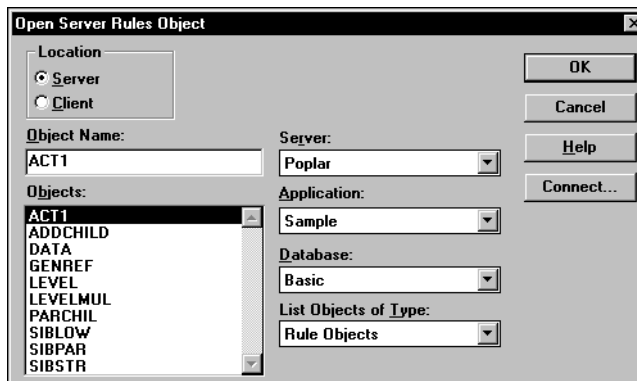 Open Server Rules Object
Location
Server
Client
Object Name:
ACT1
Objects:
ACT1
ADDCHILD
DATA
GENREF
LEVEL
LEVELMUL
PARCHIL
SIBLOW
SIBPAR
SIBSTR
Server:
Poplar
Application:
Sample
Database:
Basic
List Objects of Type:
Rule Objects
OK
Cancel
Help
Connect...